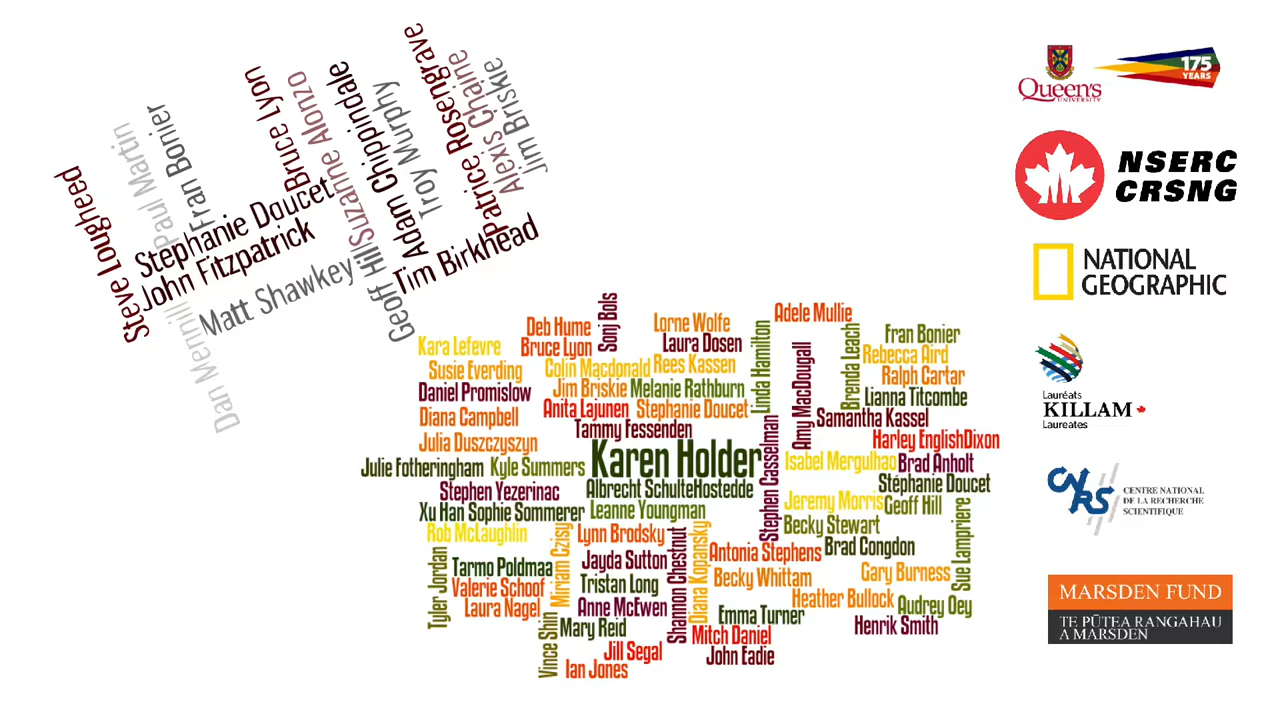 Steve Lougheed
Paul Martin
Fran Bonier
Bruce Lyon
Suzanne Alonzo
Adam Chippindale
Troy Murphy
Patrice Rosengrave
Alexis Chaine
Jim Briskie
Stephanie Doucet
John Fitzpatrick
Matt Shawkey
Geoff Hill
Tim Birkhead
Dan Mennill
Queen's
UNIVERSITY
175
YEARS
NSERC
CRSNG
NATIONAL
GEOGRAPHIC
Lauréats
KILLAM
Laureates
CNRS
CENTRE NATIONAL
DE LA RECHERCHE
SCIENTIFIQUE
MARSDEN FUND
TE PŪTEA RANGAHAU
A MARSDEN
Adele Mullie
Sonj Bols
Deb Hume
Lorne Wolfe
Linda Hamilton
Brenda Leach
Fran Bonier
Kara Lefevre
Bruce Lyon
Laura Dosen
Amy MacDougall
Rebecca Aird
Susie Everding
Colin Macdonald
Rees Kassen
Ralph Cartar
Daniel Promislow
Jim Briskie
Melanie Rathburn
Lianna Titcombe
Diana Campbell
Anita Lajunen
Stephanie Doucet
Samantha Kassel
Tammy Fessenden
Julia Duszczyszyn
Harley EnglishDixon
Karen Holder
Stephen Casselman
Julie Fotheringham
Kyle Summers
Isabel Mergulhao
Brad Anholt
Stephen Yezerinac
Albrecht SchulteHostedde
Stéphanie Doucet
Xu Han Sophie Sommerer
Leanne Youngman
Jeremy Morris
Geoff Hill
Rob McLaughlin
Miriam Czisy
Lynn Brodsky
Shannon Chestnut
Diana Kopansky
Becky Stewart
Sue Lampriere
Tyler Jordan
Tarmo Poldmaa
Jayda Sutton
Antonia Stephens
Brad Congdon
Valerie Schoof
Tristan Long
Becky Whittam
Gary Burness
Laura Nagel
Anne McEwen
Heather Bullock
Audrey Oey
Vince Shin
Mary Reid
Emma Turner
Henrik Smith
Mitch Daniel
Jill Segal
John Eadie
Ian Jones